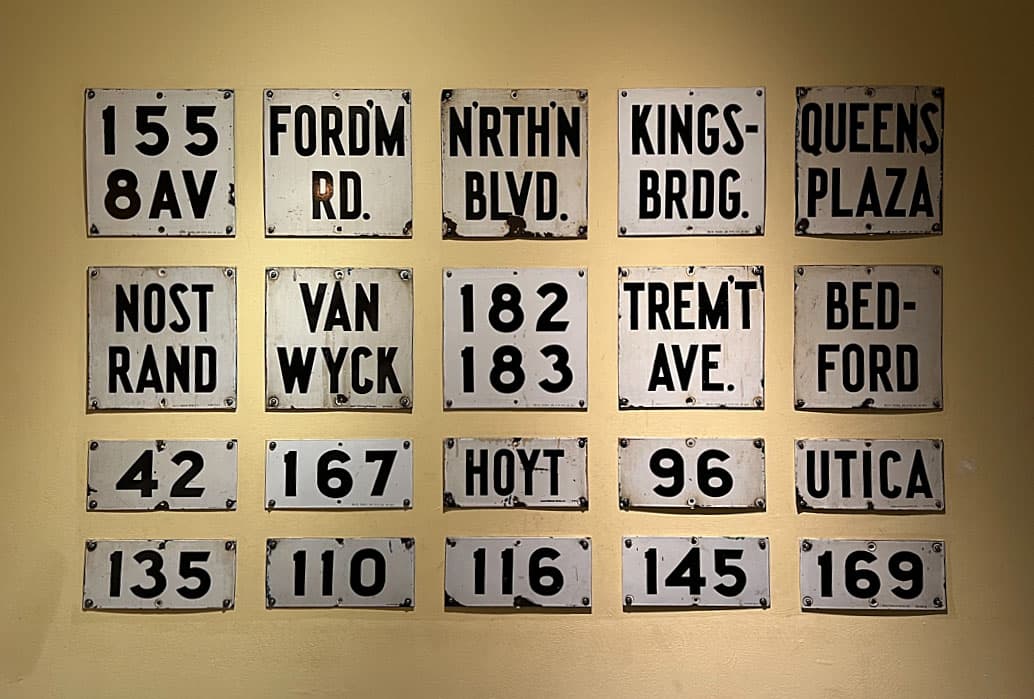 155
8AV
FORD'M
RD.
N'RTH'N
BLVD.
KINGS-
BRDG.
QUEENS
PLAZA
NOST
RAND
VAN
WYCK
182
183
TREM'T
AVE.
BED-
FORD
42
167
HOYT
96
UTICA
135
110
116
145
169